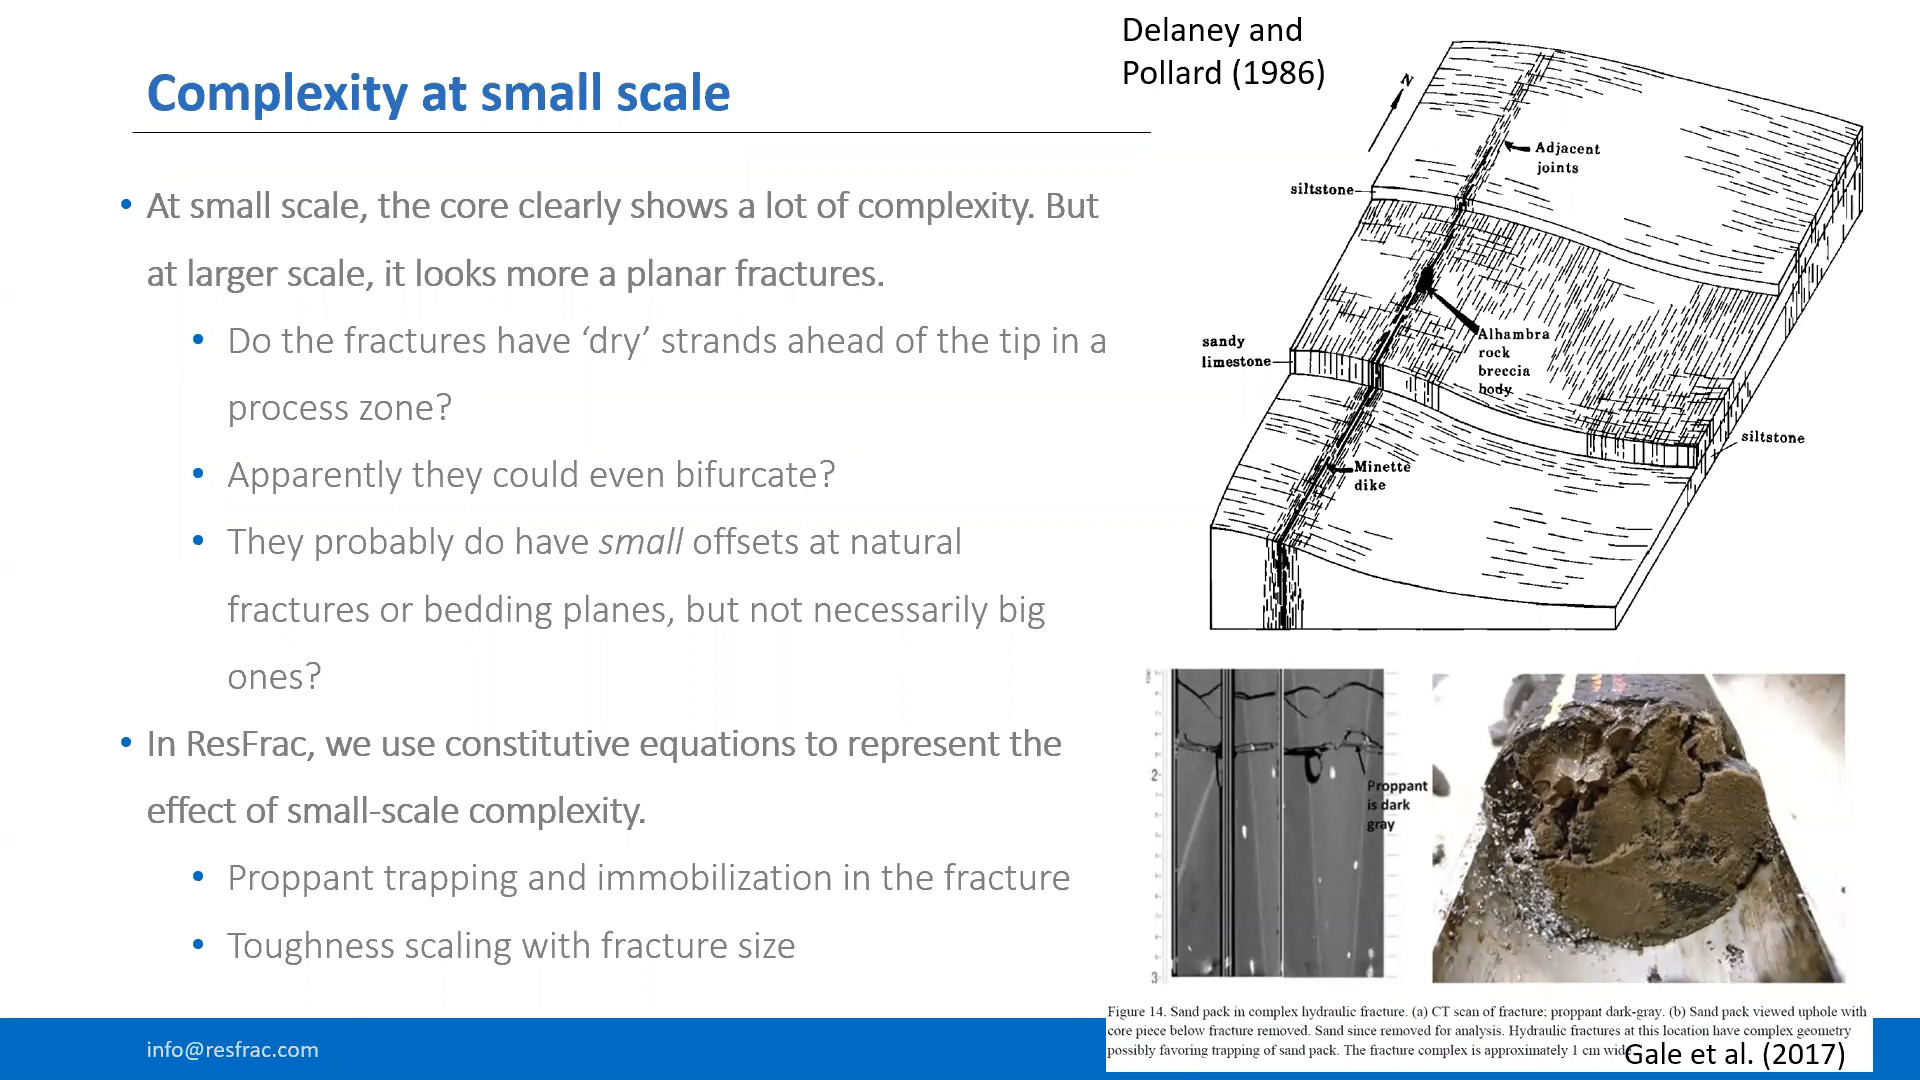 Complexity at small scale
• At small scale, the core clearly shows a lot of complexity. But
at larger scale, it looks more a planar fractures.
• Do the fractures have ‘dry’ strands ahead of the tip in a
process zone?
• Apparently they could even bifurcate?
• They probably do have small offsets at natural
fractures or bedding planes, but not necessarily big
ones?
• In ResFrac, we use constitutive equations to represent the
effect of small-scale complexity.
• Proppant trapping and immobilization in the fracture
• Toughness scaling with fracture size
info@resfrac.com
Delaney and
Pollard (1986)
N
Adjacent
joints
siltstone
Alhambra
rock
breccia
body
sandy
limestone
siltstone
Minette
dike
2
Proppant
is dark
gray
3
Figure 14. Sand pack in complex hydraulic fracture. (a) CT scan of fracture; proppant dark-gray. (b) Sand pack viewed uphole with
core piece below fracture removed. Sand since removed for analysis. Hydraulic fractures at this location have complex geometry
possibly favoring trapping of sand pack. The fracture complex is approximately 1 cm wide
Gale et al. (2017)